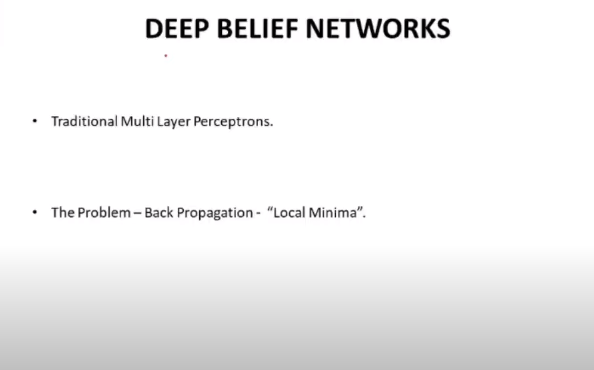 DEEP BELIEF NETWORKS
• Traditional Multi Layer Perceptrons.
• The Problem – Back Propagation - “Local Minima”.